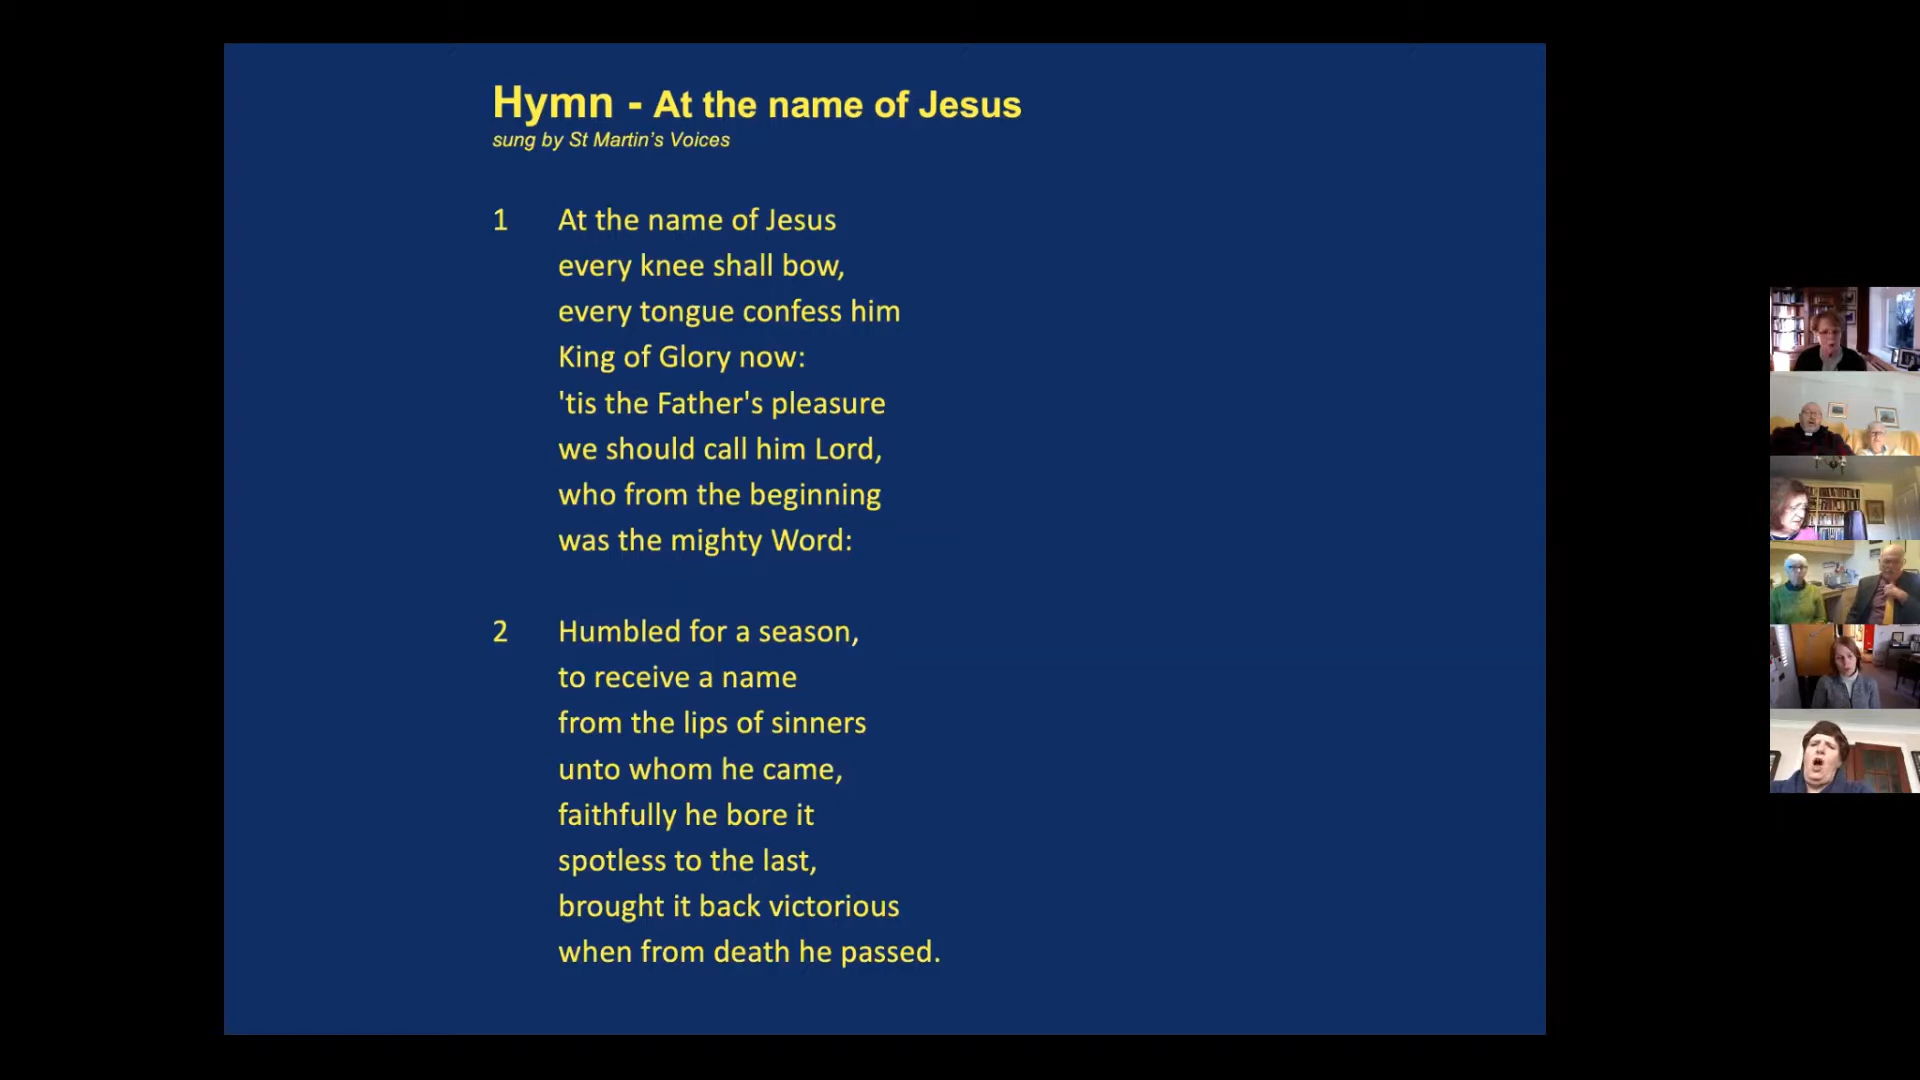 Hymn - At the name of Jesus
sung by St Martin's Voices
1 At the name of Jesus
every knee shall bow,
every tongue confess him
King of Glory now:
'tis the Father's pleasure
we should call him Lord,
who from the beginning
was the mighty Word:
2 Humbled for a season,
to receive a name
from the lips of sinners
unto whom he came,
faithfully he bore it
spotless to the last,
brought it back victorious
when from death he passed.